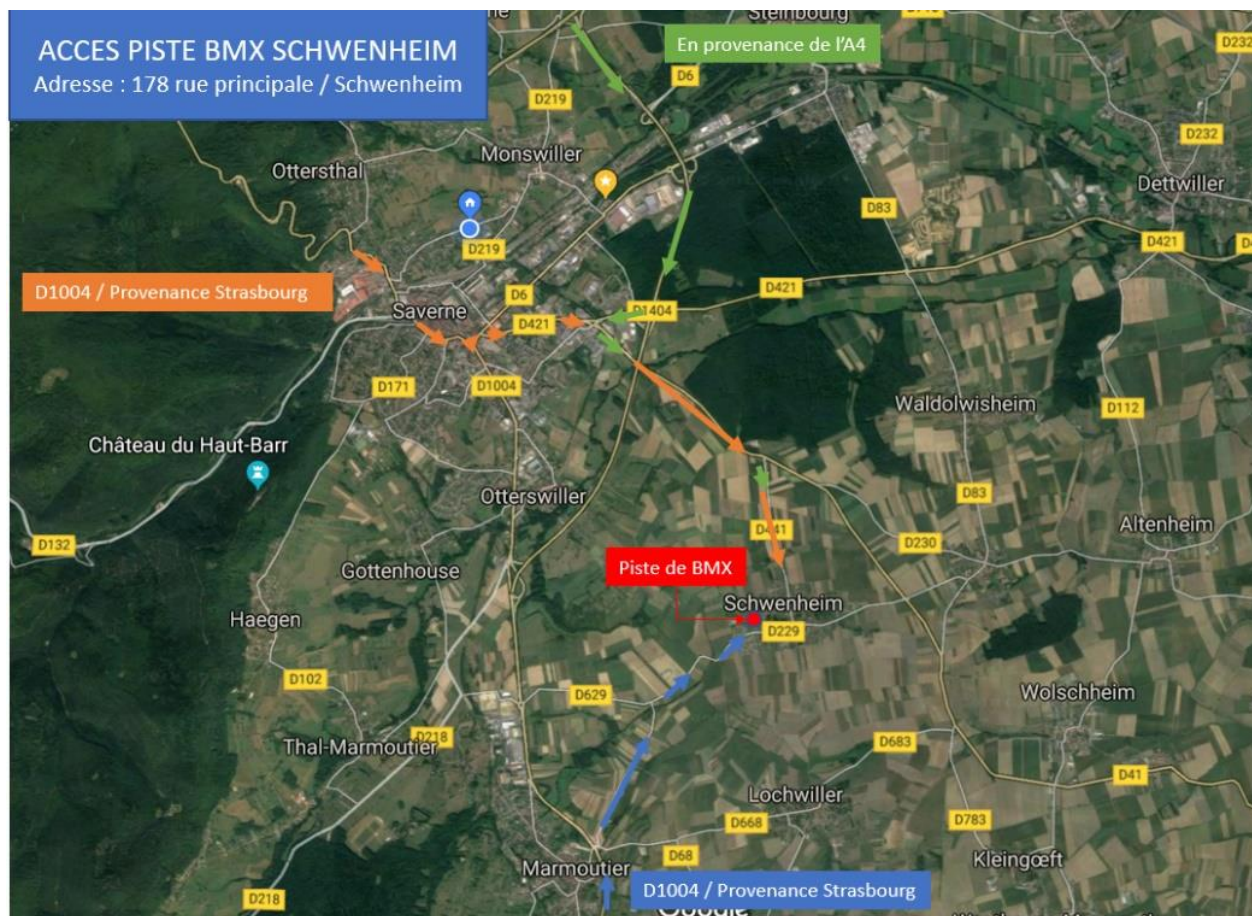 ACCES PISTE BMX SCHWENHEIM
Adresse : 178 rue principale / Schwenheim
Steinbourg
En provenance de l'A4
D6
D232
D219
D232
Monswiller
Ottersthal
Dettwiller
D83
D219
D421
D1004 / Provenance Strasbourg
D6
D421
Saverne
D421
D1404
D171
D1004
Waldolwisheim
D112
Château du Haut-Barr
Otterswiller
D83
D441
Altenheim
D132
D230
Gottenhouse
Piste de BMX
Schwenheim
Haegen
D229
D102
D629
Wolschheim
D218
Thal-Marmoutier
D683
D41
Lochwiller
D668
D783
Marmoutier
D68
Kleingœft
D218
D1004 / Provenance Strasbourg